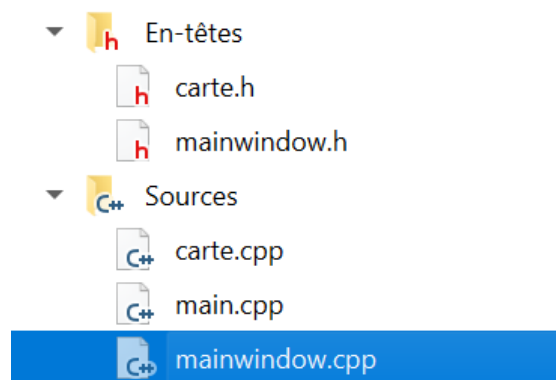 En-têtes
carte.h
mainwindow.h
Sources
carte.cpp
main.cpp
mainwindow.cpp